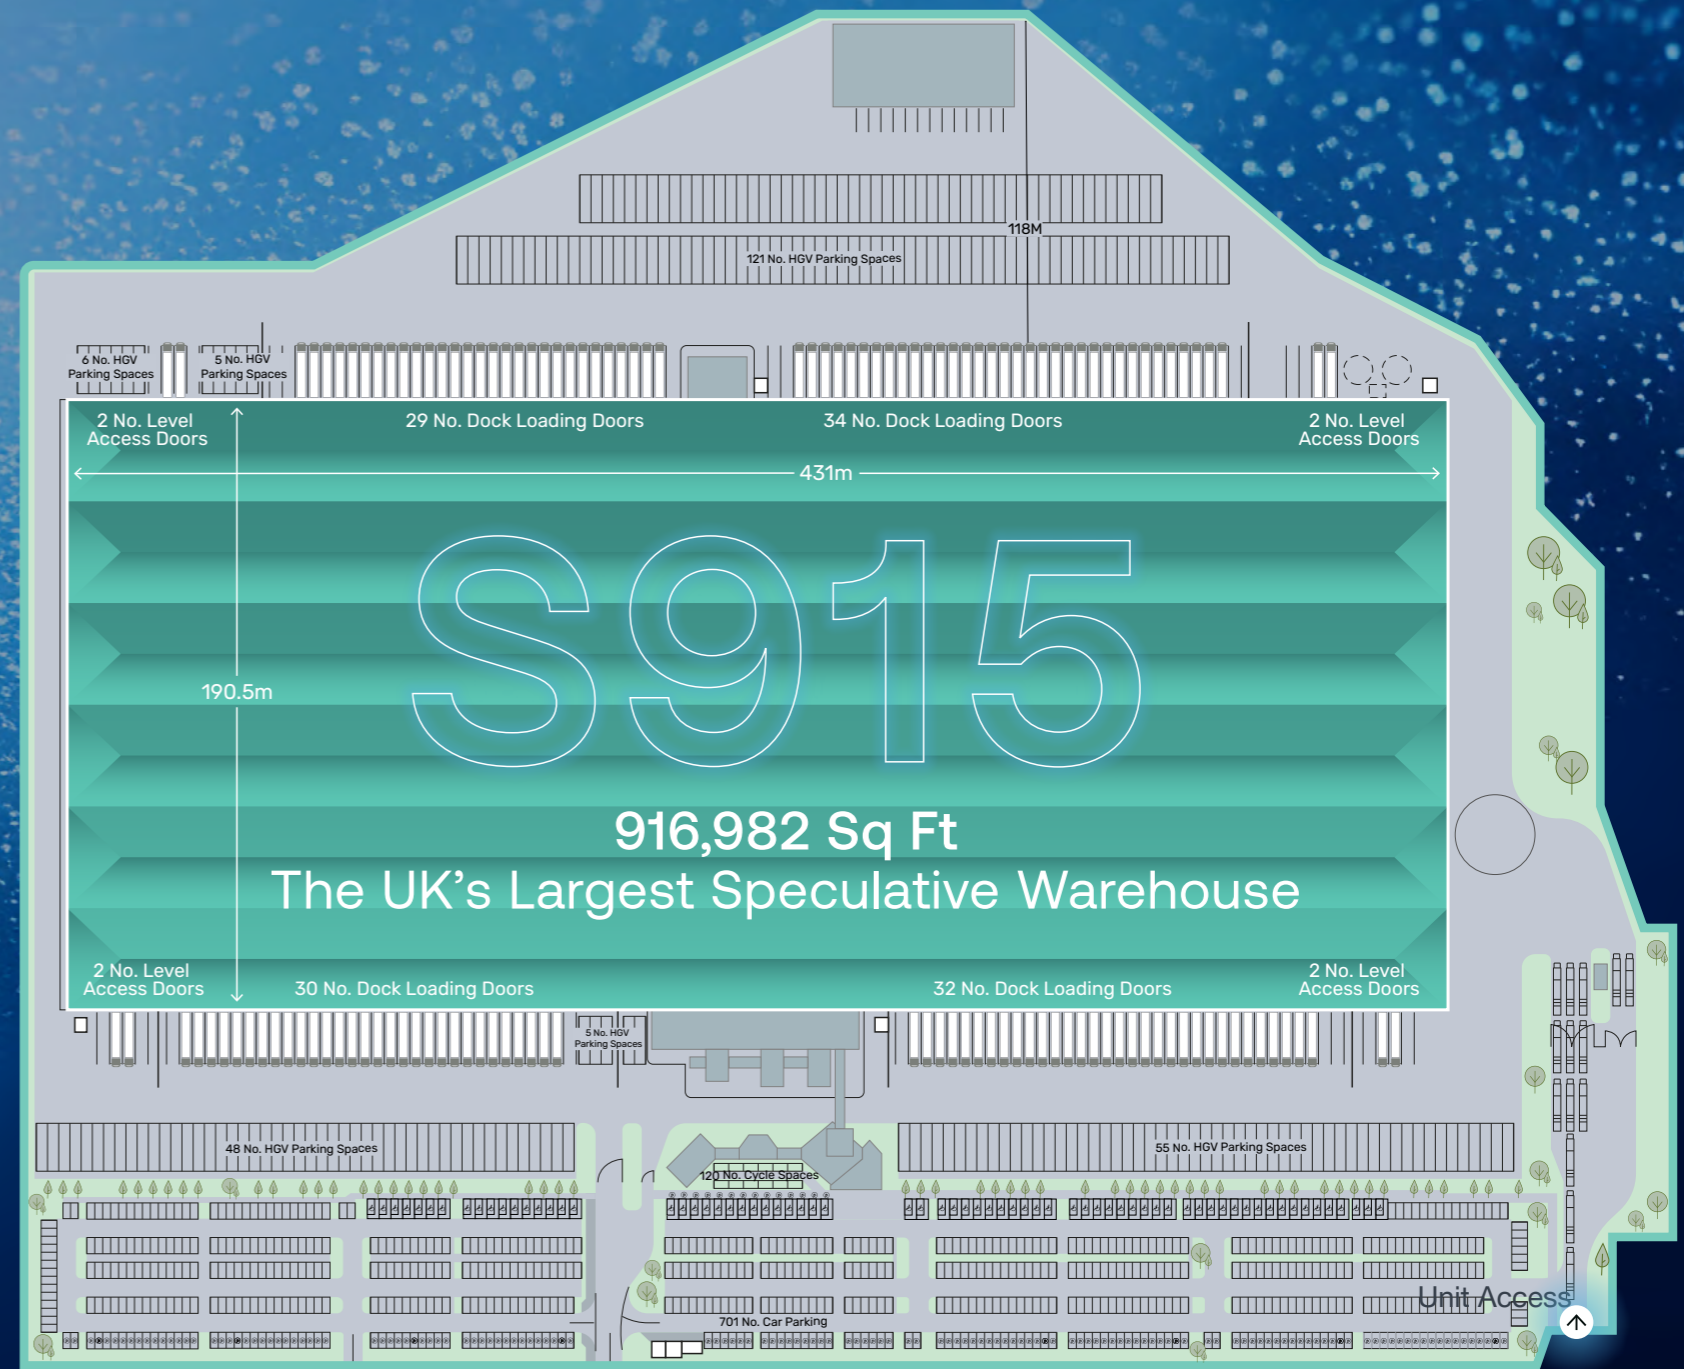 118M
121 No. HGV Parking Spaces
6 No. HGV
Parking Spaces
5 No. HGV
Parking Spaces
2 No. Level
Access Doors
29 No. Dock Loading Doors
34 No. Dock Loading Doors
2 No. Level
Access Doors
431m
S915
190.5m
916,982 Sq Ft
The UK's Largest Speculative Warehouse
2 No. Level
Access Doors
30 No. Dock Loading Doors
32 No. Dock Loading Doors
2 No. Level
Access Doors
5 No. HGV
Parking Spaces
48 No. HGV Parking Spaces
55 No. HGV Parking Spaces
120 No. Cycle Spaces
Unit Access
701 No. Car Parking